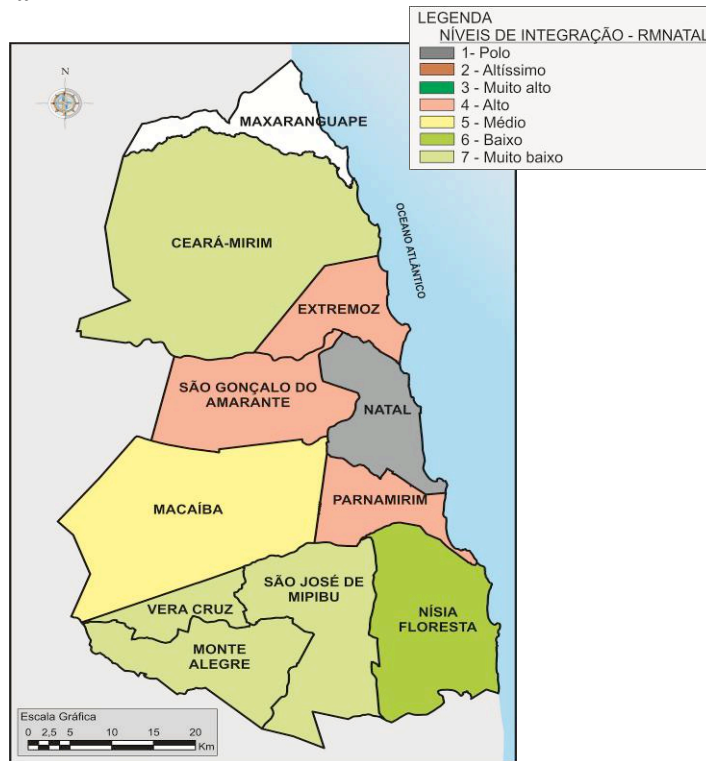 LEGENDA
NÍVEIS DE INTEGRAÇÃO - RMNATAL
1- Polo
2 - Altíssimo
3 - Muito alto
4 - Alto
5 - Médio
6 - Baixo
7 - Muito baixo
N
MAXARANGUAPE
OCEANO ATLÂNTICO
CEARÁ-MIRIM
EXTREMOZ
SÃO GONÇALO DO
AMARANTE
NATAL
PARNAMIRIM
MACAÍBA
SÃO JOSÉ DE
MIPIBU
VERA CRUZ
NÍSIA
FLORESTA
MONTE
ALEGRE
Escala Gráfica
0 2,5 5 10 15 20
Km